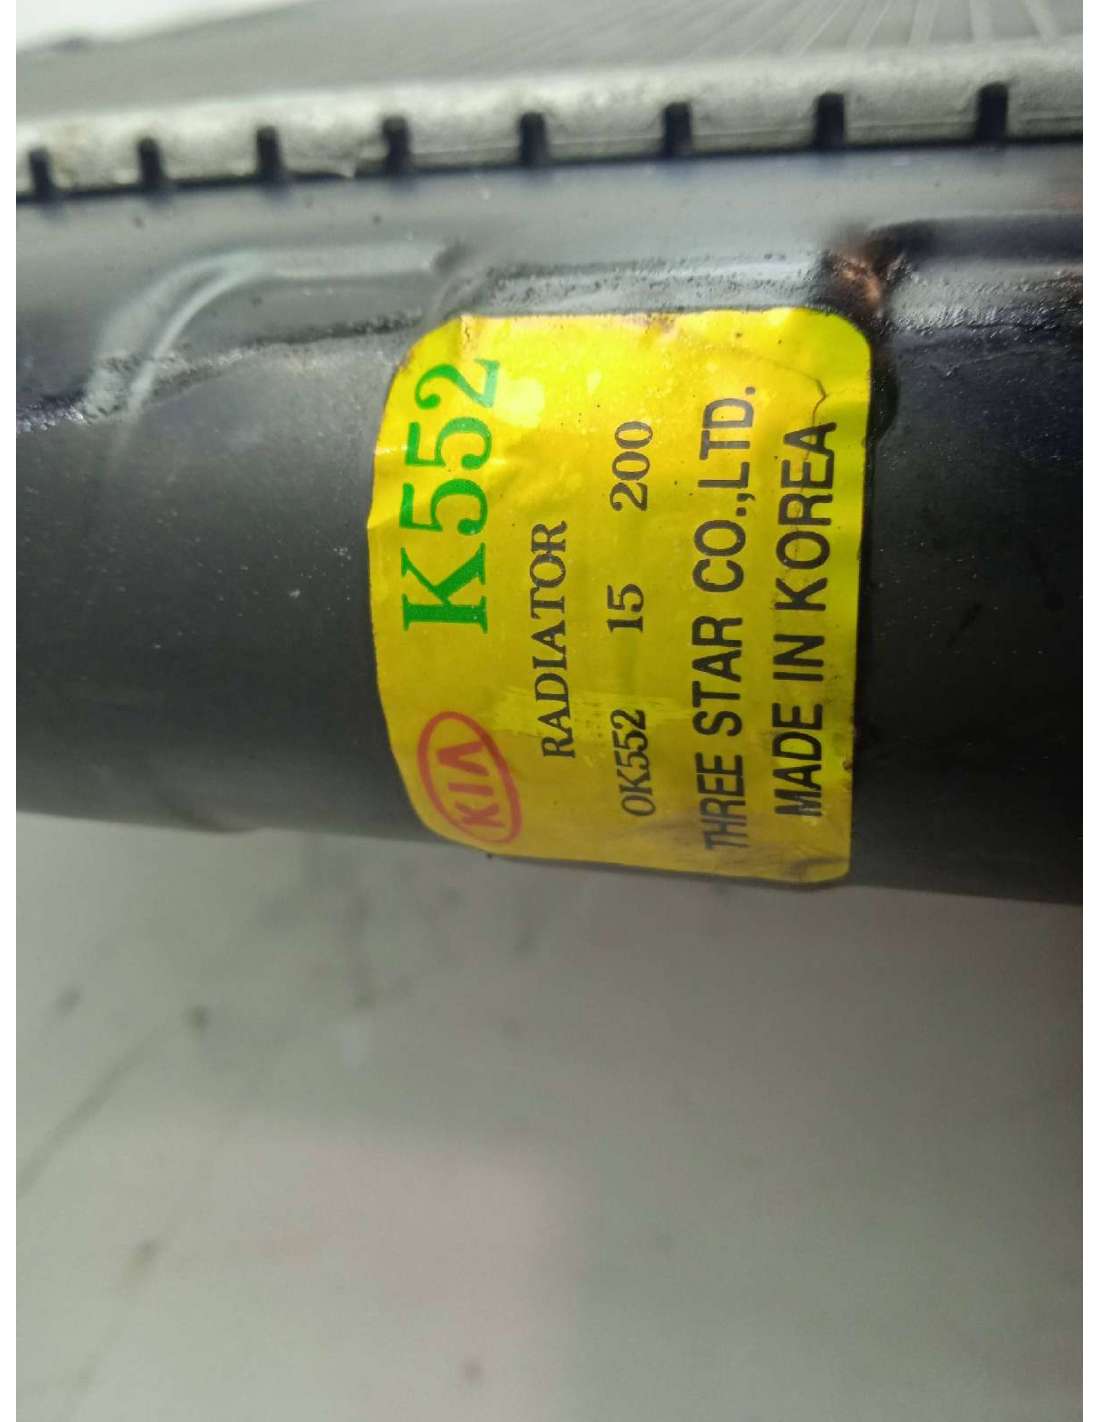 KIA K552
RADIATOR
0K552 15 200
THREE STAR CO.,LTD.
MADE IN KOREA